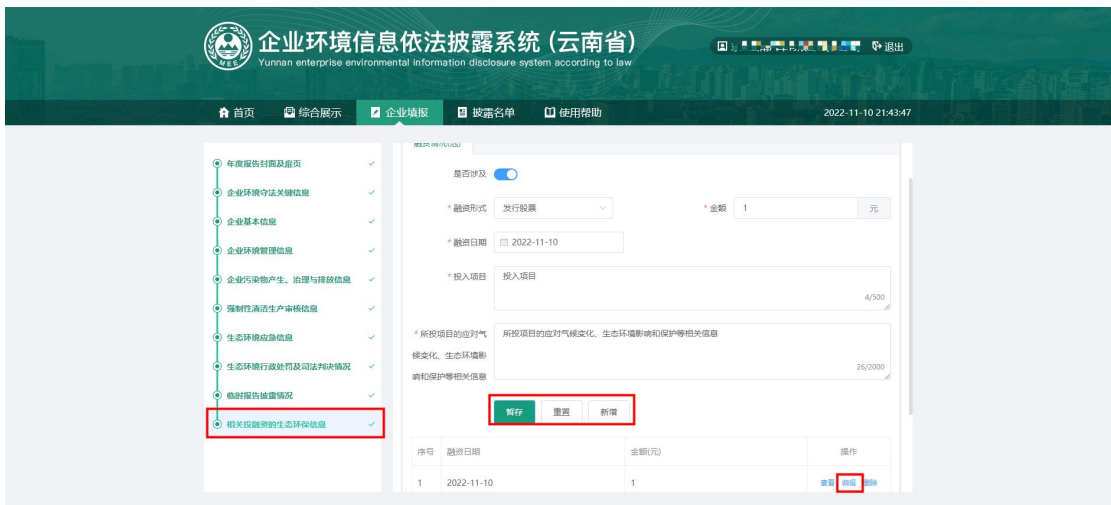 企业环境信息依法披露系统 (云南省)
Yunnan enterprise environmental information disclosure system according to law
退出
首页 综合展示 企业填报 披露名单 使用帮助 2022-11-10 21:43:47
年度报告封面及扉页
企业环境守法关键信息
企业基本信息
企业环境管理信息
企业污染物产生、治理与排放信息
强制性清洁生产审核信息
生态环境应急信息
生态环境行政处罚及司法判决情况
临时报告披露情况
相关投融资的生态环保信息
是否涉及
* 融资形式 发行股票 * 金额 1 元
* 融资日期 2022-11-10
* 投入项目 投入项目
4/500
* 所投项目的应对气候变化、生态环境影响和保护等相关信息 所投项目的应对气候变化、生态环境影响和保护等相关信息
26/2000
暂存 重置 新增
序号 融资日期 金额(元) 操作
1 2022-11-10 1 查看 编辑 删除
MEE